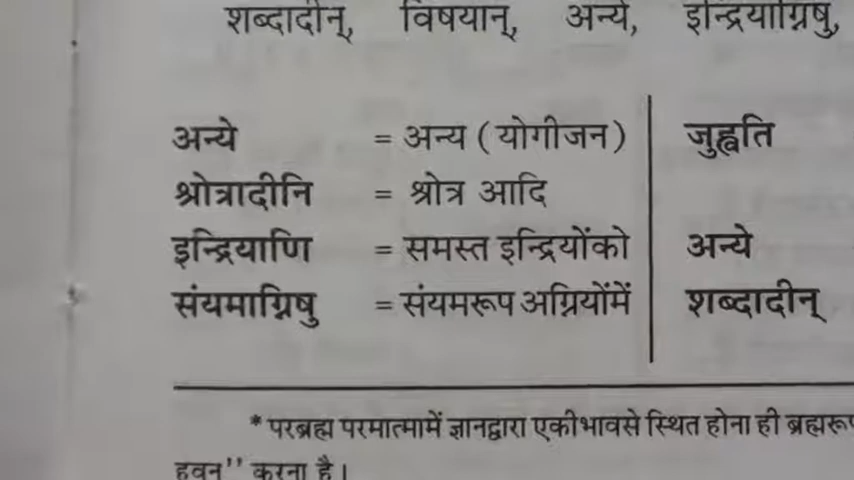 शब्दादीन्, विषयान्, अन्ये, इन्द्रियाग्निषु,
अन्ये = अन्य ( योगीजन ) जुह्वति
श्रोत्रादीनि = श्रोत्र आदि
इन्द्रियाणि = समस्त इन्द्रियोंको अन्ये
संयमाग्निषु = संयमरूप अग्नियोंमें शब्दादीन्
* परब्रह्म परमात्मामें ज्ञानद्वारा एकीभावसे स्थित होना ही
हवन'' करना है।